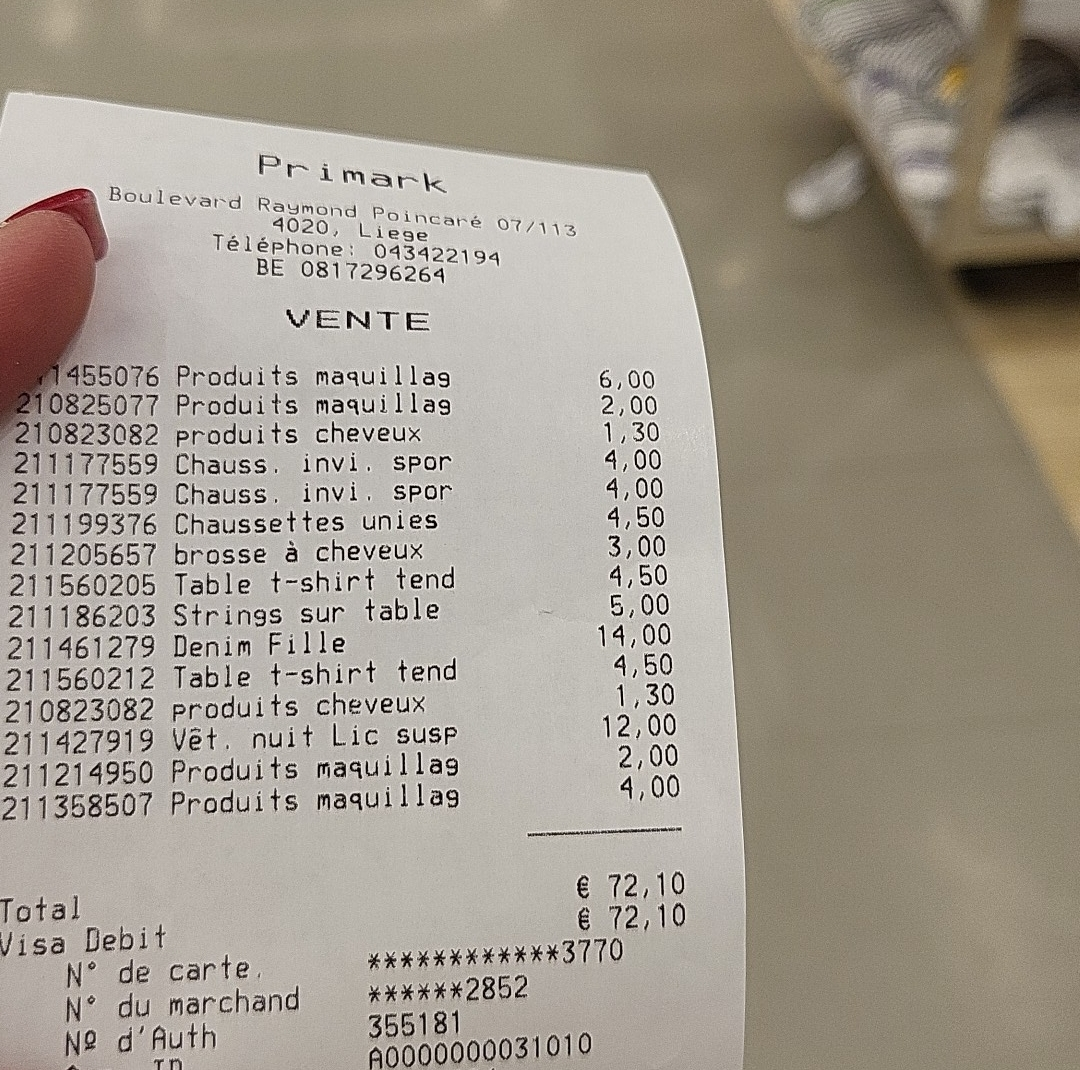 Primark
Boulevard Raymond Poincaré 07/113
4020, Liege
Téléphone: 043422194
BE 0817296264
VENTE
Produits maquillag 6,00
210825077 Produits maquillag 2,00
210823082 produits cheveux 1,30
211177559 Chauss. invi. spor 4,00
211177559 Chauss. invi. spor 4,00
211199376 Chaussettes unies 4,50
211205657 brosse à cheveux 3,00
211560205 Table t-shirt tend 4,50
211186203 Strings sur table 5,00
211461279 Denim Fille 14,00
211560212 Table t-shirt tend 4,50
210823082 produits cheveux 1,30
211427919 Vêt. nuit Lic susp 12,00
211214950 Produits maquillag 2,00
211358507 Produits maquillag 4,00
Total € 72,10
Visa Debit € 72,10
N° de carte. ************3770
N° du marchand ******2852
Nº d'Auth 355181
A0000000031010